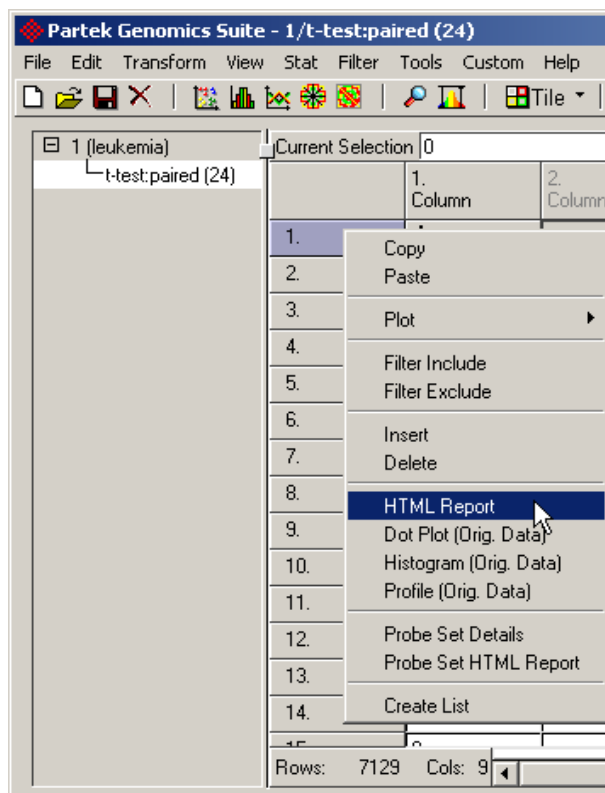 Partek Genomics Suite - 1/t-test:paired (24)
File Edit Transform View Stat Filter Tools Custom Help
Tile
1 (leukemia)
t-test:paired (24)
Current Selection 0
1.
Column
2.
Column
1.
2.
3.
4.
5.
6.
7.
8.
9.
10.
11.
12.
13.
14.
Copy
Paste
Plot
Filter Include
Filter Exclude
Insert
Delete
HTML Report
Dot Plot (Orig. Data)
Histogram (Orig. Data)
Profile (Orig. Data)
Probe Set Details
Probe Set HTML Report
Create List
Rows: 7129 Cols: 9